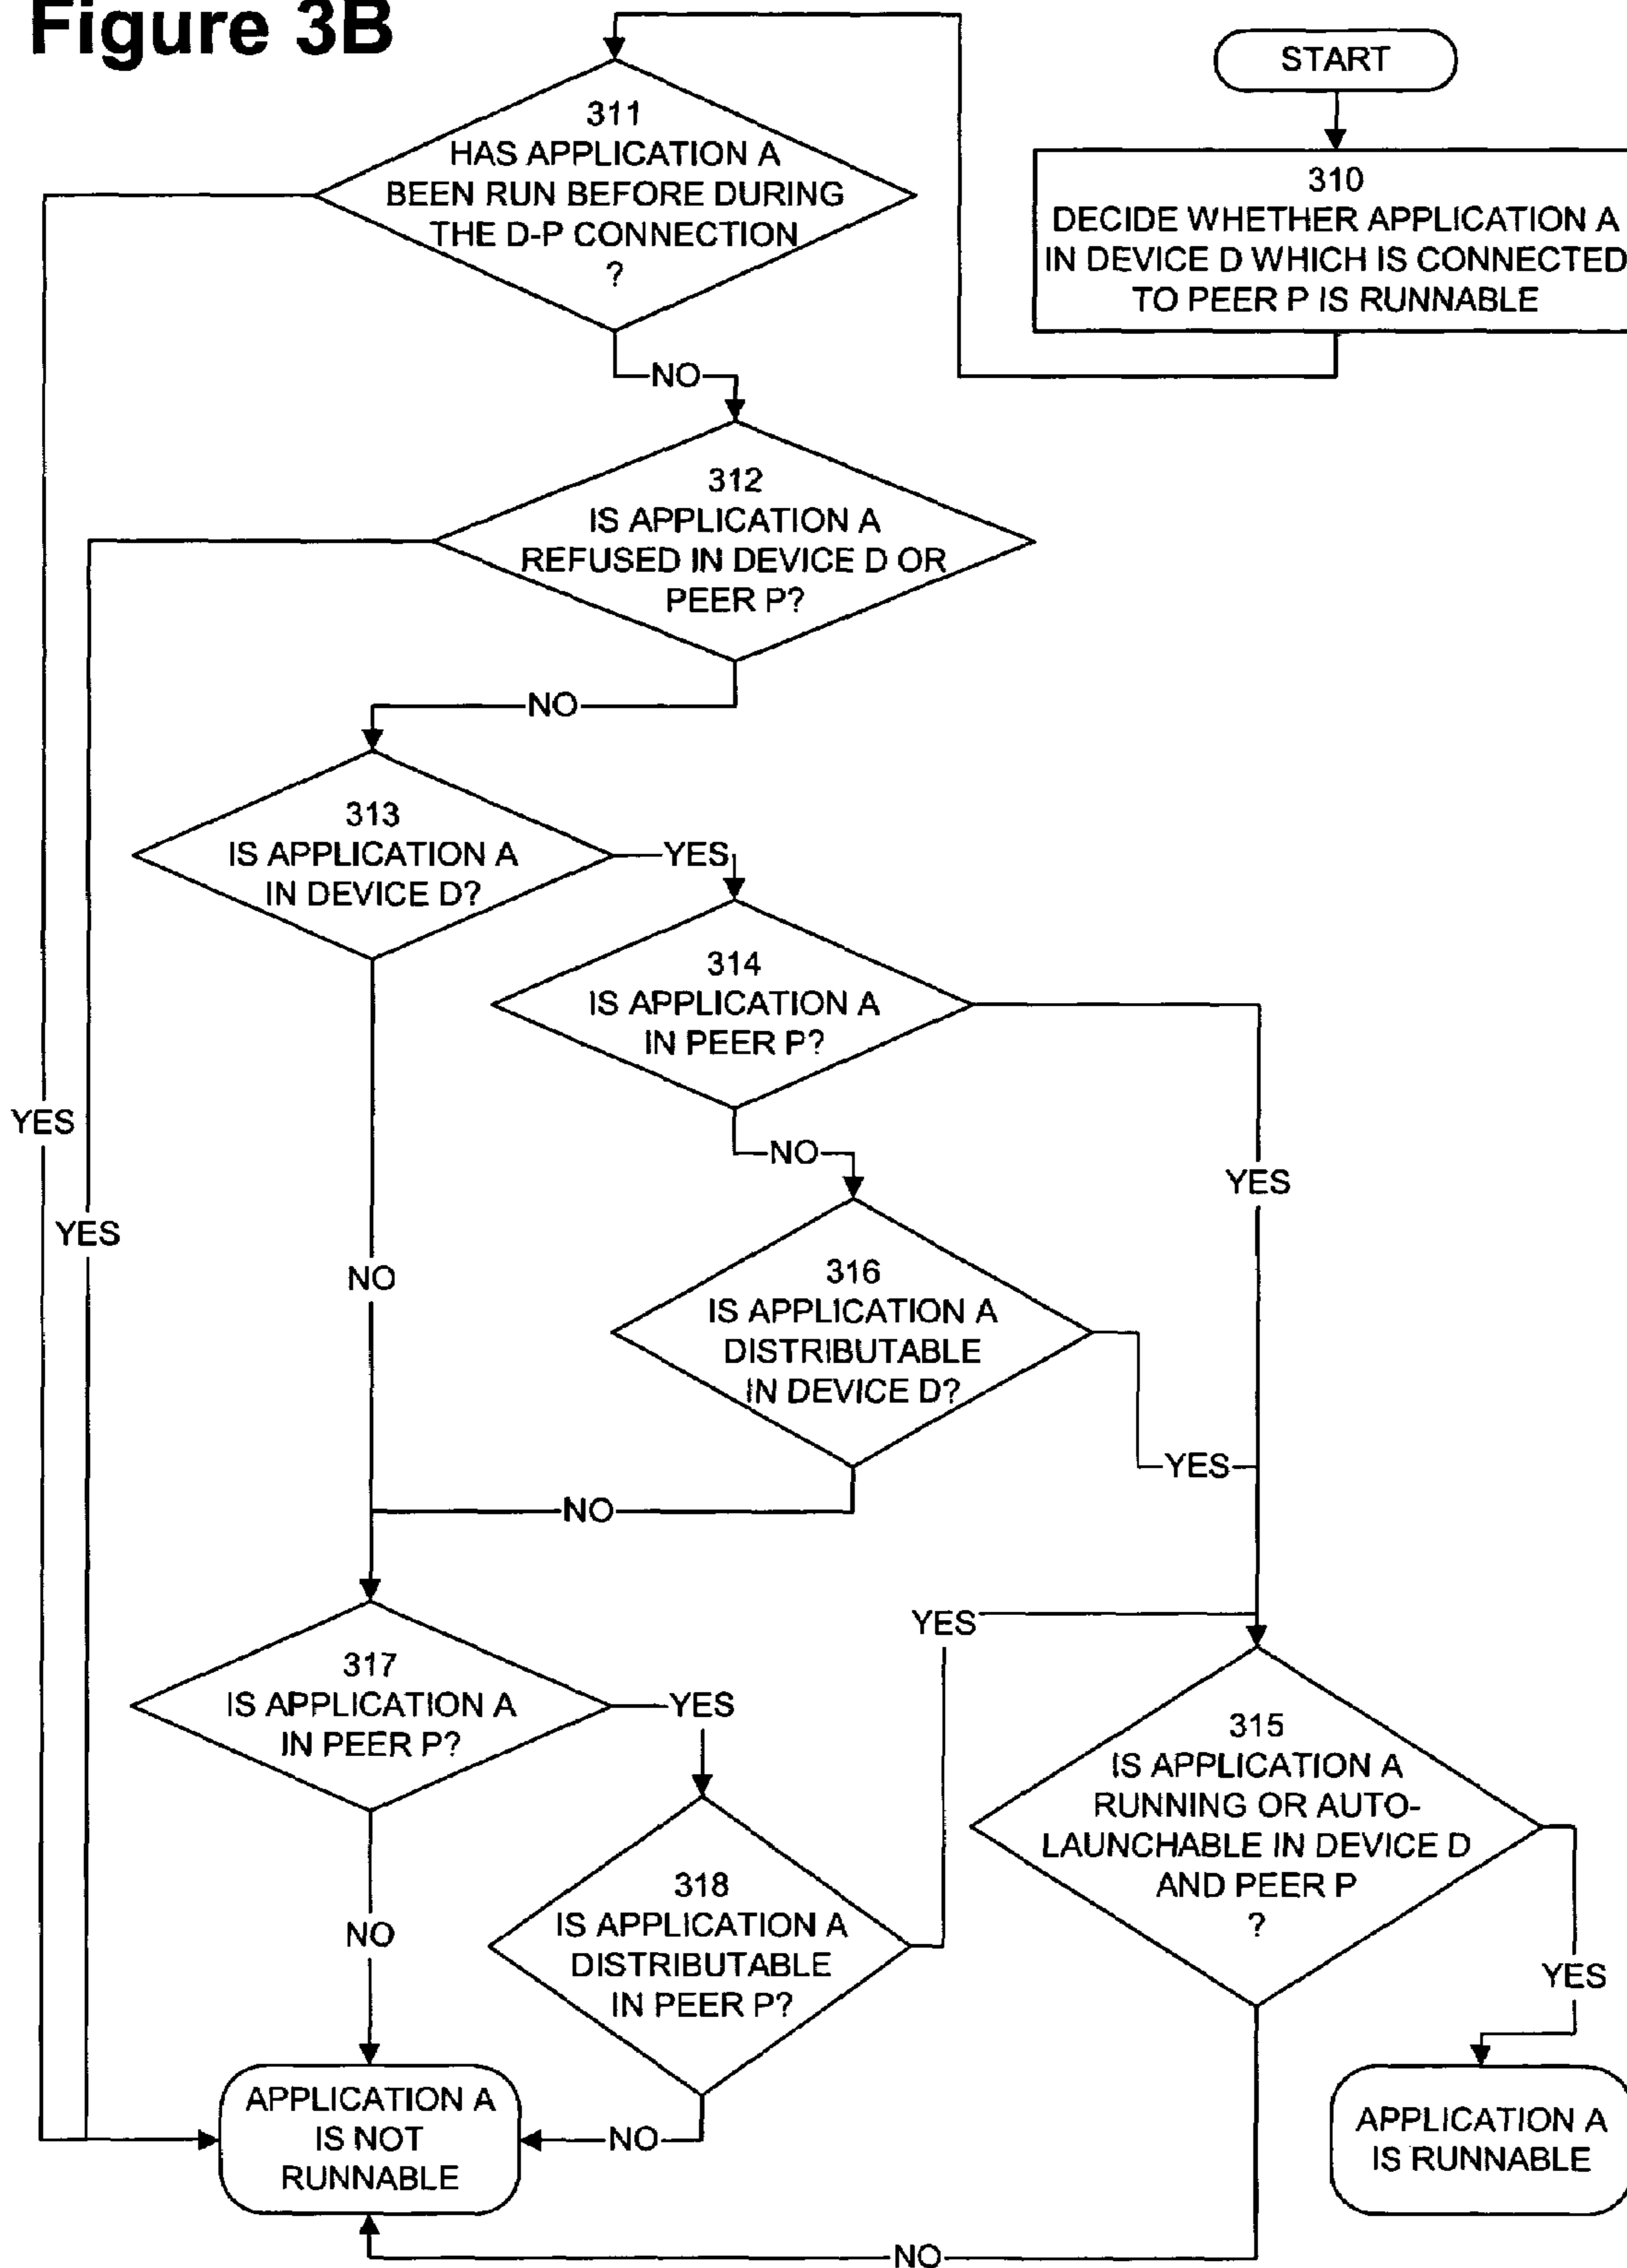 Figure 3B
START
310
DECIDE WHETHER APPLICATION A
IN DEVICE D WHICH IS CONNECTED
TO PEER P IS RUNNABLE
311
HAS APPLICATION A
BEEN RUN BEFORE DURING
THE D-P CONNECTION
?
NO
312
IS APPLICATION A
REFUSED IN DEVICE D OR
PEER P?
NO
313
IS APPLICATION A
IN DEVICE D?
YES
314
IS APPLICATION A
IN PEER P?
YES
NO
YES
YES
NO
316
IS APPLICATION A
DISTRIBUTABLE
IN DEVICE D?
YES
NO
YES
317
IS APPLICATION A
IN PEER P?
YES
315
IS APPLICATION A
RUNNING OR AUTO-
LAUNCHABLE IN DEVICE D
AND PEER P
?
318
IS APPLICATION A
DISTRIBUTABLE
IN PEER P?
NO
YES
APPLICATION A
IS NOT
RUNNABLE
NO
APPLICATION A
IS RUNNABLE
NO